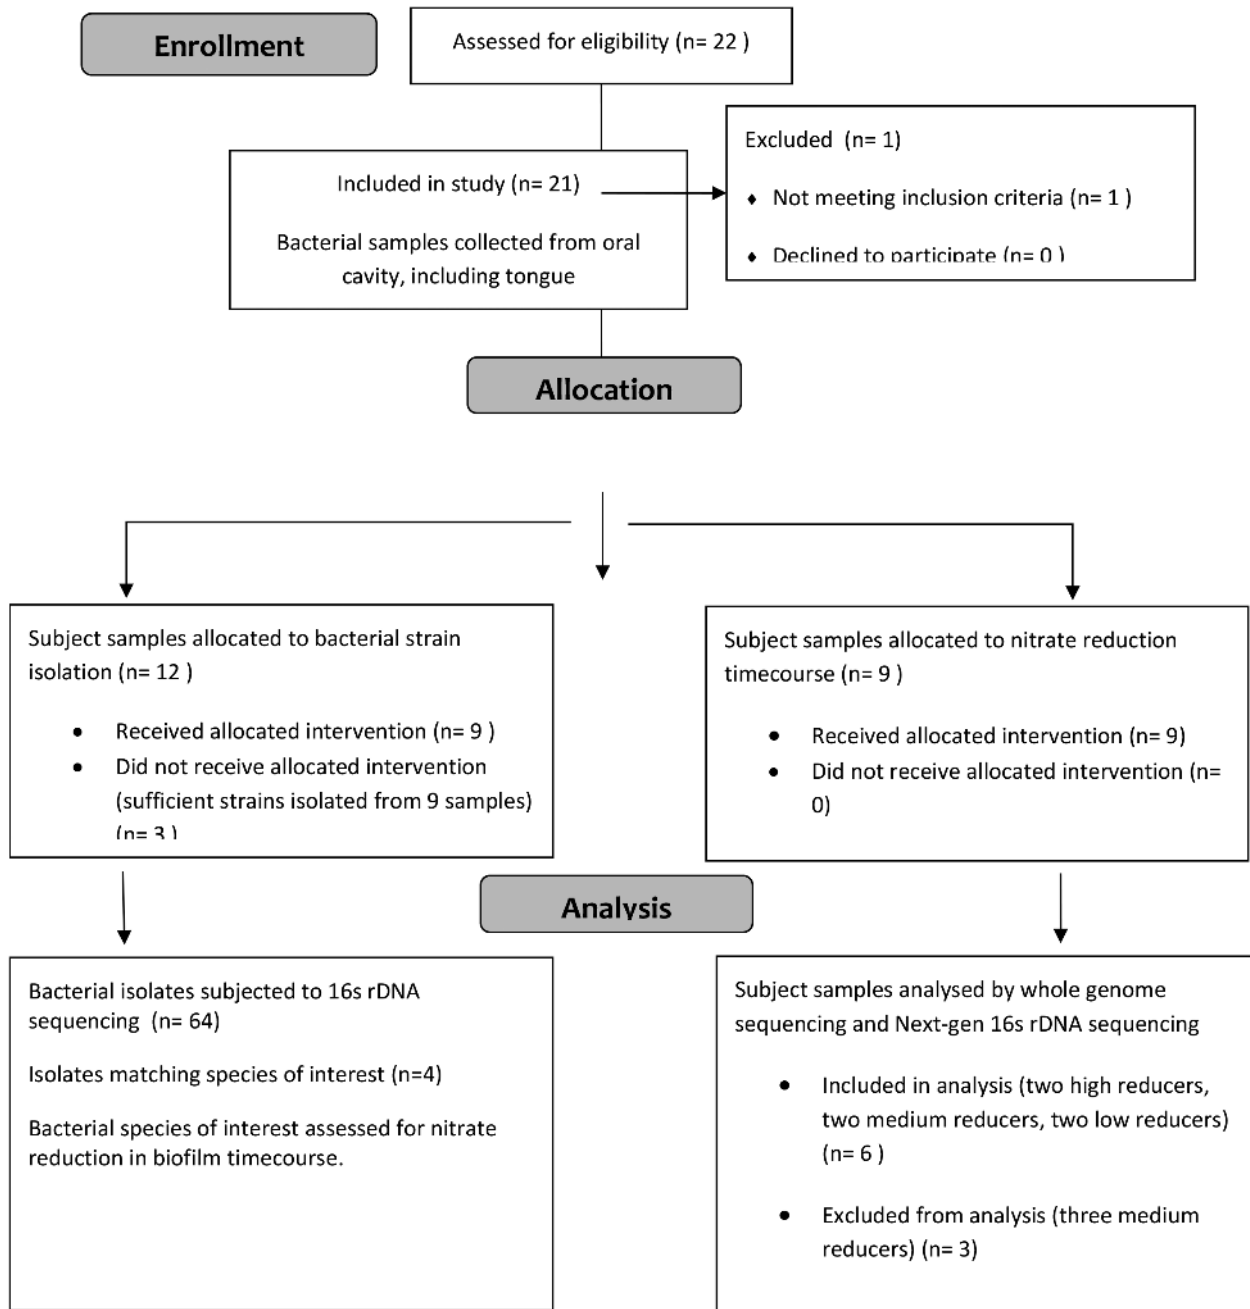 Enrollment
Assessed for eligibility (n= 22 )
Excluded (n= 1)
♦ Not meeting inclusion criteria (n= 1 )
♦ Declined to participate (n= 0 )
Included in study (n= 21)
Bacterial samples collected from oral
cavity, including tongue
Allocation
Subject samples allocated to bacterial strain
isolation (n= 12 )
• Received allocated intervention (n= 9 )
• Did not receive allocated intervention
(sufficient strains isolated from 9 samples)
(n= 3 )
Subject samples allocated to nitrate reduction
timecourse (n= 9 )
• Received allocated intervention (n= 9)
• Did not receive allocated intervention (n=
0)
Analysis
Bacterial isolates subjected to 16s rDNA
sequencing (n= 64)
Isolates matching species of interest (n=4)
Bacterial species of interest assessed for nitrate
reduction in biofilm timecourse.
Subject samples analysed by whole genome
sequencing and Next-gen 16s rDNA sequencing
• Included in analysis (two high reducers,
two medium reducers, two low reducers)
(n= 6 )
• Excluded from analysis (three medium
reducers) (n= 3)